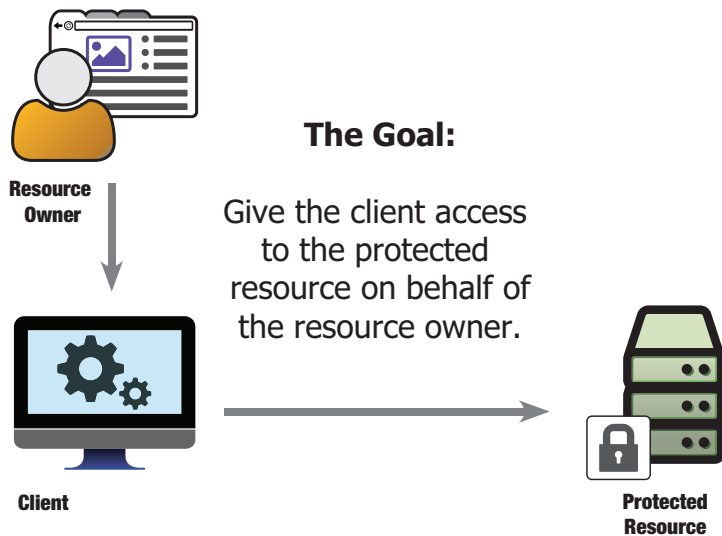 The Goal:
Resource
Owner
Give the client access
to the protected
resource on behalf of
the resource owner.
Client
Protected
Resource